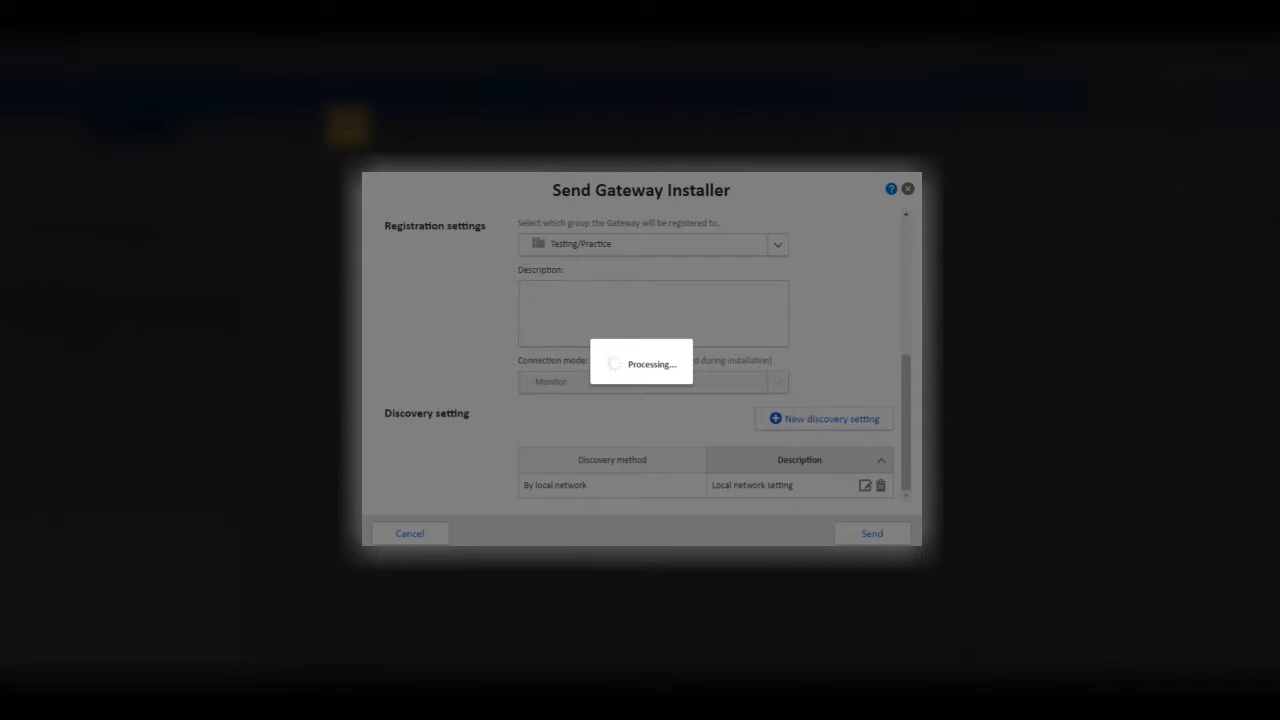 Send Gateway Installer
Registration settings
Select which group the Gateway will be registered to.
Testing/Practice
Description:
Connection mode:
d during installation)
Processing...
Monitor
Discovery setting
New discovery setting
Discovery method
Description
By local network
Local network setting
Cancel
Send